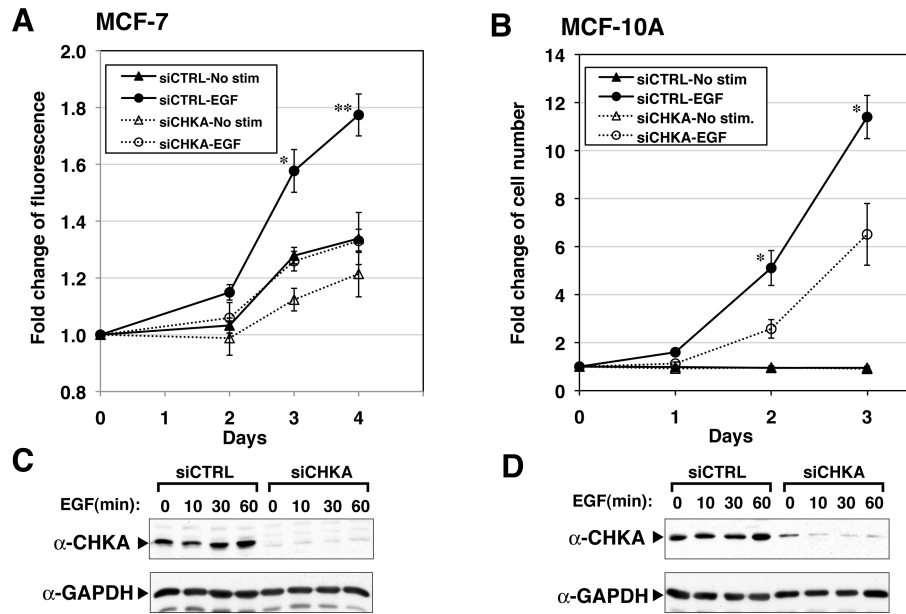 A
MCF-7
Fold change of fluorescence
2.0
1.8
1.6
1.4
1.2
1.0
0.8
siCTRL-No stim
siCTRL-EGF
siCHKA-No stim
siCHKA-EGF
*
**
0 1 2 3 4
Days
B
MCF-10A
Fold change of cell number
14
12
10
8
6
4
2
0
siCTRL-No stim
siCTRL-EGF
siCHKA-No stim.
siCHKA-EGF
*
*
0 1 2 3
Days
C
siCTRL siCHKA
EGF(min): 0 10 30 60 0 10 30 60
α-CHKA
α-GAPDH
D
siCTRL siCHKA
EGF(min): 0 10 30 60 0 10 30 60
α-CHKA
α-GAPDH